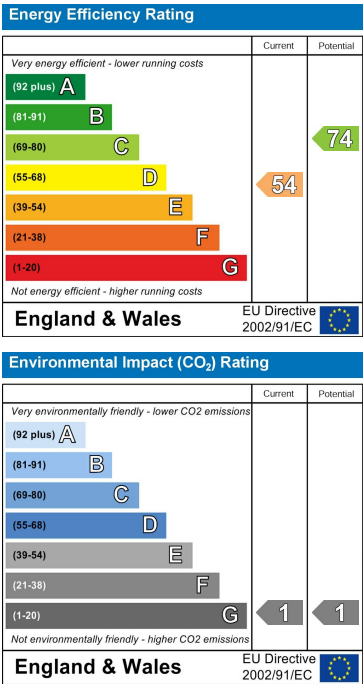 Energy Efficiency Rating
Current Potential
Very energy efficient - lower running costs
(92 plus) A
(81-91) B
(69-80) C
74
(55-68) D
54
(39-54) E
(21-38) F
(1-20) G
Not energy efficient - higher running costs
England & Wales
EU Directive
2002/91/EC
Environmental Impact (CO₂) Rating
Current Potential
Very environmentally friendly - lower CO2 emissions
(92 plus) A
(81-91) B
(69-80) C
(55-68) D
(39-54) E
(21-38) F
(1-20) G 1 1
Not environmentally friendly - higher CO2 emissions
England & Wales
EU Directive
2002/91/EC